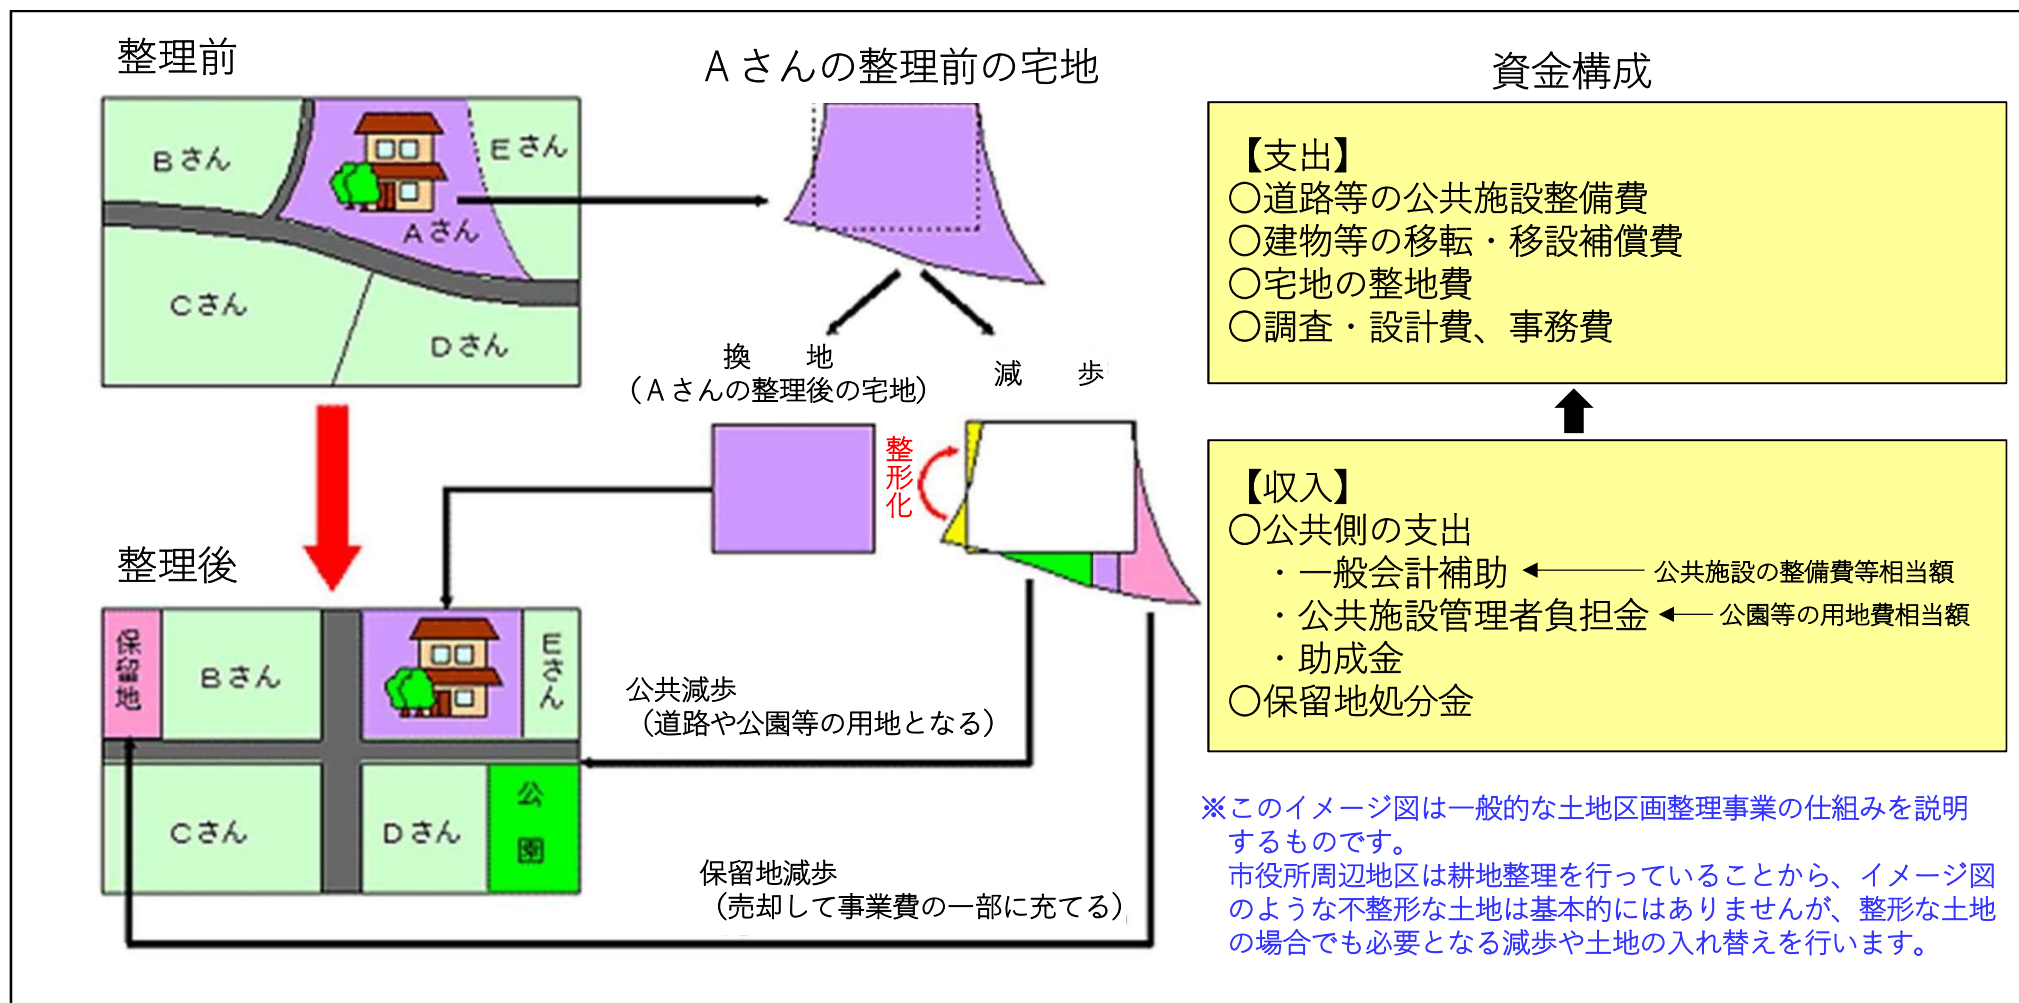 整理前
Bさん
Eさん
Aさん
Cさん
Dさん
Aさんの整理前の宅地
換　地
（Aさんの整理後の宅地）
減　歩
整形化
整理後
保留地
Bさん
Eさん
Cさん
Dさん
公園
公共減歩
（道路や公園等の用地となる）
保留地減歩
（売却して事業費の一部に充てる）
資金構成
【支出】
○道路等の公共施設整備費
○建物等の移転・移設補償費
○宅地の整地費
○調査・設計費、事務費
【収入】
○公共側の支出
・一般会計補助
公共施設の整備費等相当額
・公共施設管理者負担金
公園等の用地費相当額
・助成金
○保留地処分金
※このイメージ図は一般的な土地区画整理事業の仕組みを説明
するものです。
市役所周辺地区は耕地整理を行っていることから、イメージ図
のような不整形な土地は基本的にはありませんが、整形な土地
の場合でも必要となる減歩や土地の入れ替えを行います。